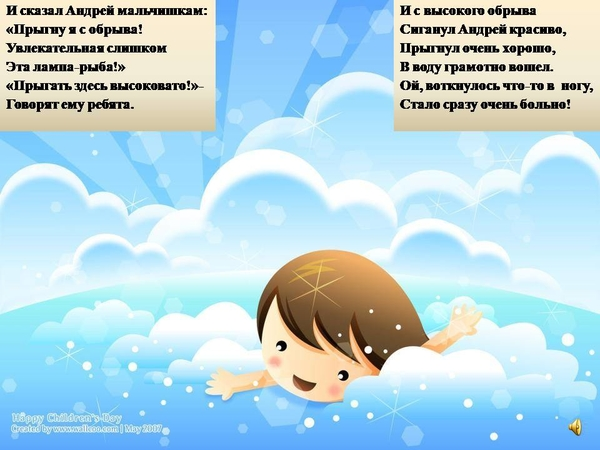 И сказал Андрей мальчишкам:
«Прыгну я с обрыва!
Увлекательная слишком
Эта лампа-рыба!»
«Прыгать здесь высоковато!»-
Говорят ему ребята.
И с высокого обрыва
Сиганул Андрей красиво,
Прыгнул очень хорошо,
В воду грамотно вошел.
Ой, воткнулось что-то в ногу,
Стало сразу очень больно!
Happy Children's Day
Created by www.walleoo.com | May 2007